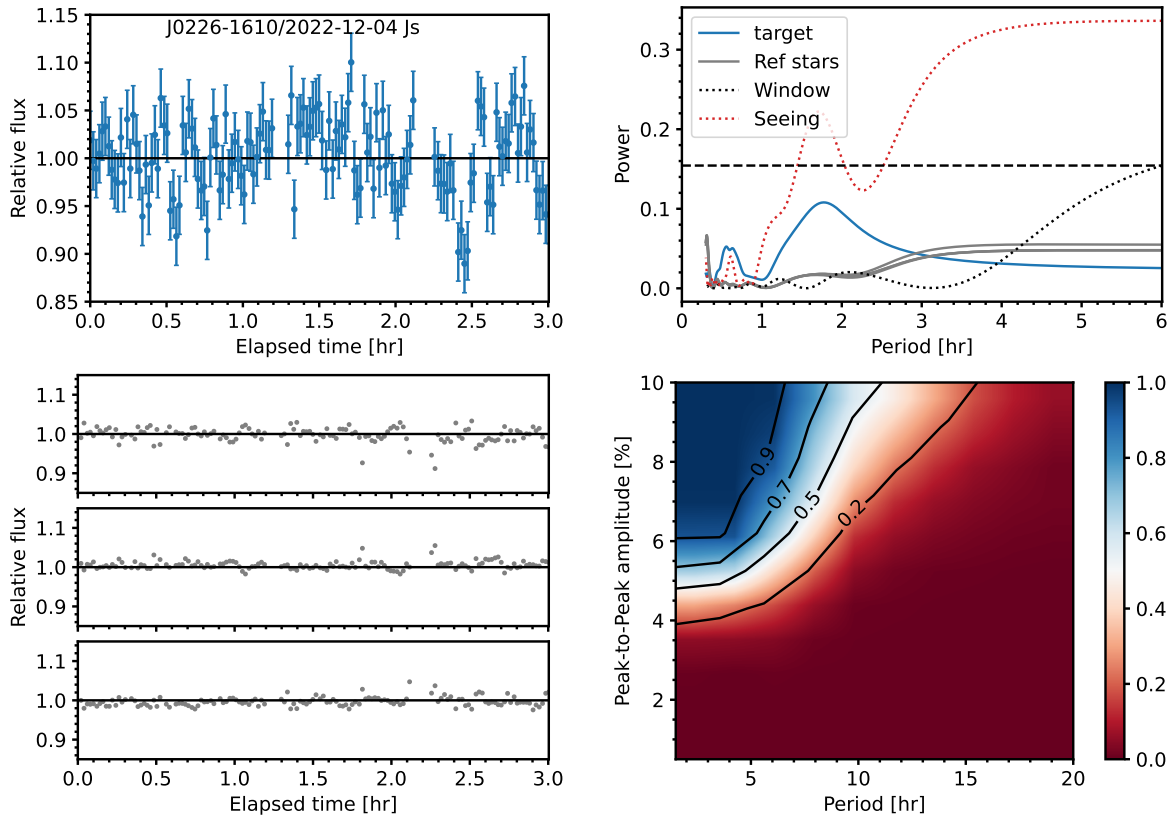 J0226-1610/2022-12-04 Js
Relative flux
1.15
1.10
1.05
1.00
0.95
0.90
0.85
0.0 0.5 1.0 1.5 2.0 2.5 3.0
Elapsed time [hr]
target
Ref stars
Window
Seeing
Power
0.3
0.2
0.1
0.0
0 1 2 3 4 5 6
Period [hr]
1.1
1.0
0.9
Relative flux
1.1
1.0
0.9
1.1
1.0
0.9
0.0 0.5 1.0 1.5 2.0 2.5 3.0
Elapsed time [hr]
Peak-to-Peak amplitude [%]
10
8
6
4
2
0.9
0.7
0.5
0.2
5 10 15 20
Period [hr]
1.0
0.8
0.6
0.4
0.2
0.0